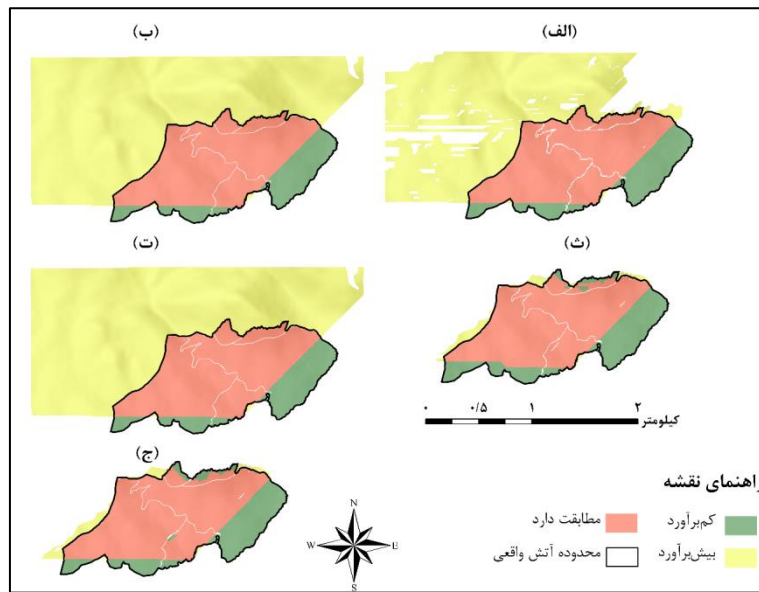 (الف) (ب)
(ث) (ت)
۰ ۰/۵ ۱ ۲
کیلومتر
(ج)
راهنمای نقشه
کم‌برآورد مطابقت دارد
بیش‌برآورد محدوده آتش واقعی
N
W E
S